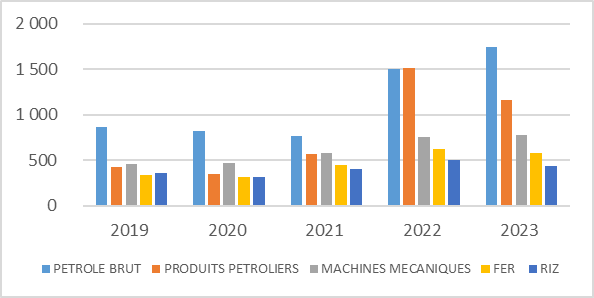 2 000
1 500
1 000
500
0
2019 2020 2021 2022 2023
PETROLE BRUT PRODUITS PETROLIERS MACHINES MECANIQUES FER RIZ